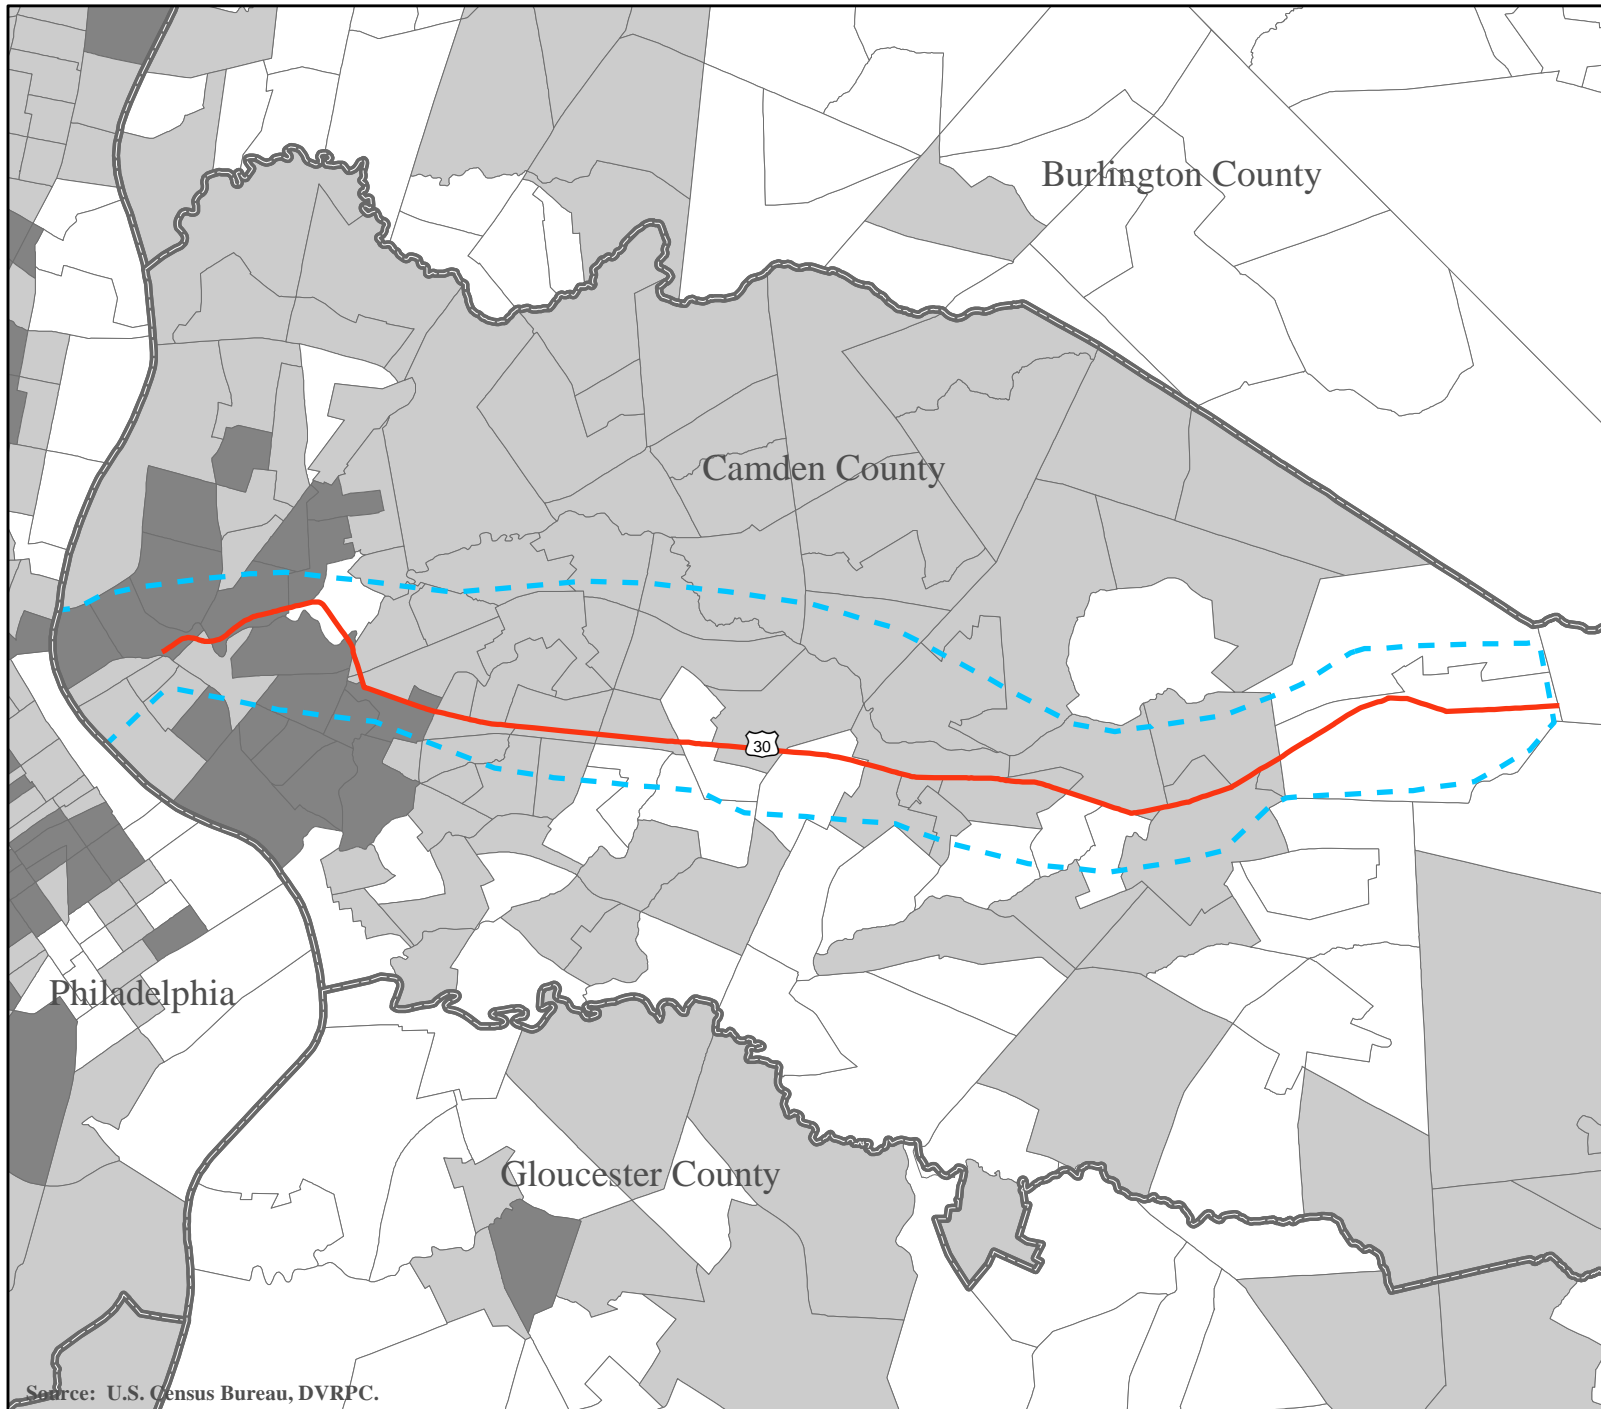 Burlington County
Camden County
30
Philadelphia
Gloucester County
Source: U.S. Census Bureau, DVRPC.